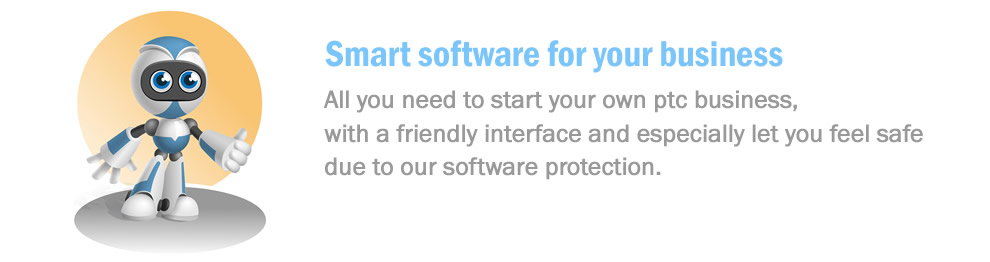 Smart software for your business
All you need to start your own ptc business,
with a friendly interface and especially let you feel safe
due to our software protection.